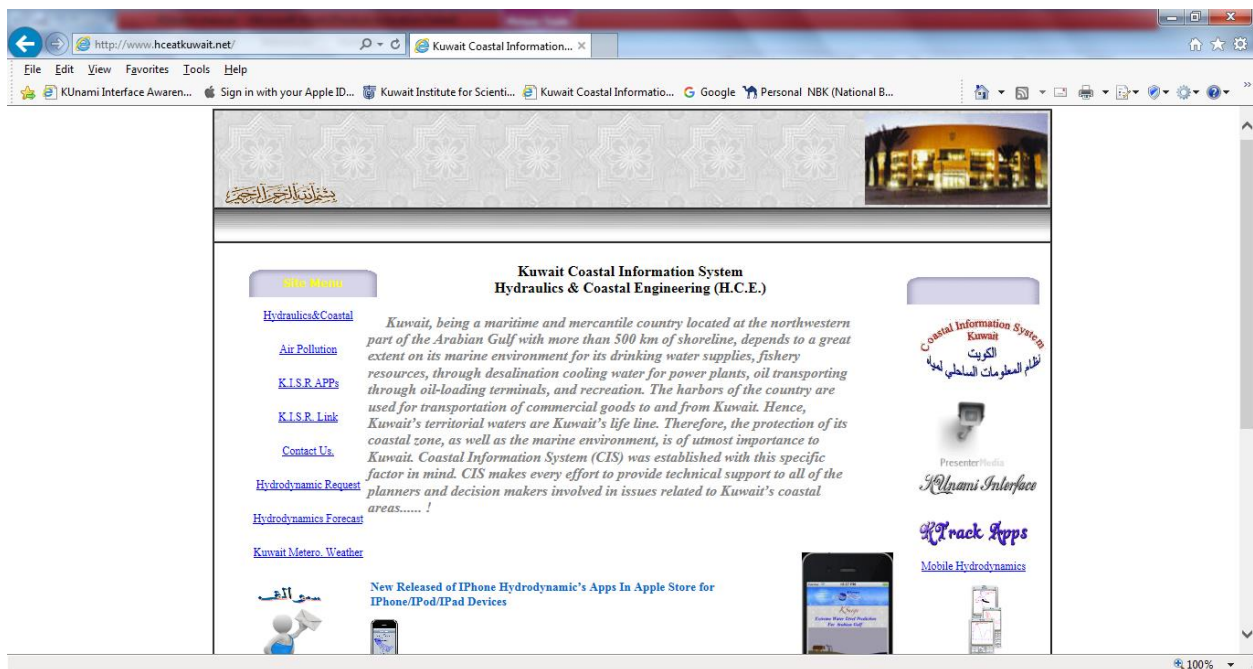 http://www.hceatkuwait.net/
Kuwait Coastal Information...
File Edit View Favorites Tools Help
KUnami Interface Awaren... Sign in with your Apple ID... Kuwait Institute for Scienti... Kuwait Coastal Informatio... Google Personal NBK (National B...
بسم الله الرحمن الرحيم
Site Menu
Hydraulics&Coastal
Air Pollution
K.I.S.R APPs
K.I.S.R. Link
Contact Us.
Hydrodynamic Request
Hydrodynamics Forecast
Kuwait Metero. Weather
Kuwait Coastal Information System
Hydraulics & Coastal Engineering (H.C.E.)
Kuwait, being a maritime and mercantile country located at the northwestern
part of the Arabian Gulf with more than 500 km of shoreline, depends to a great
extent on its marine environment for its drinking water supplies, fishery
resources, through desalination cooling water for power plants, oil transporting
through oil-loading terminals, and recreation. The harbors of the country are
used for transportation of commercial goods to and from Kuwait. Hence,
Kuwait's territorial waters are Kuwait's life line. Therefore, the protection of its
coastal zone, as well as the marine environment, is of utmost importance to
Kuwait. Coastal Information System (CIS) was established with this specific
factor in mind. CIS makes every effort to provide technical support to all of the
planners and decision makers involved in issues related to Kuwait's coastal
areas...... !
New Released of IPhone Hydrodynamic's Apps In Apple Store for
IPhone/IPod/IPad Devices
Coastal Information System
Kuwait
الكويت
نظام المعلومات الساحلي لمياه
PresenterMedia
KUnami Interface
KTrack Apps
Mobile Hydrodynamics
Extreme Water Level Prediction
For Arabian Gulf
100%